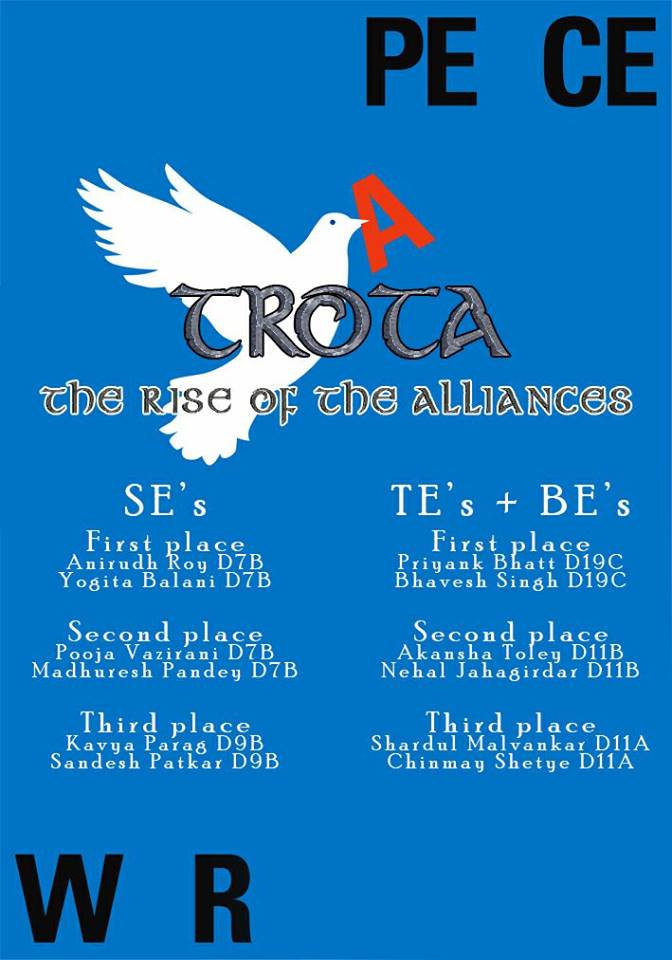 PE CE
A
TROTA
The Rise of the Alliances
SE's
First place
Anirudh Roy D7B
Yogita Balani D7B
Second place
Pooja Vazirani D7B
Madhuresh Pandey D7B
Third place
Kavya Parag D9B
Sandesh Patkar D9B
TE's + BE's
First place
Priyank Bhatt D19C
Bhavesh Singh D19C
Second place
Akansha Toley D11B
Nehal Jahagirdar D11B
Third place
Shardul Malvankar D11A
Chinmay Shetye D11A
W R